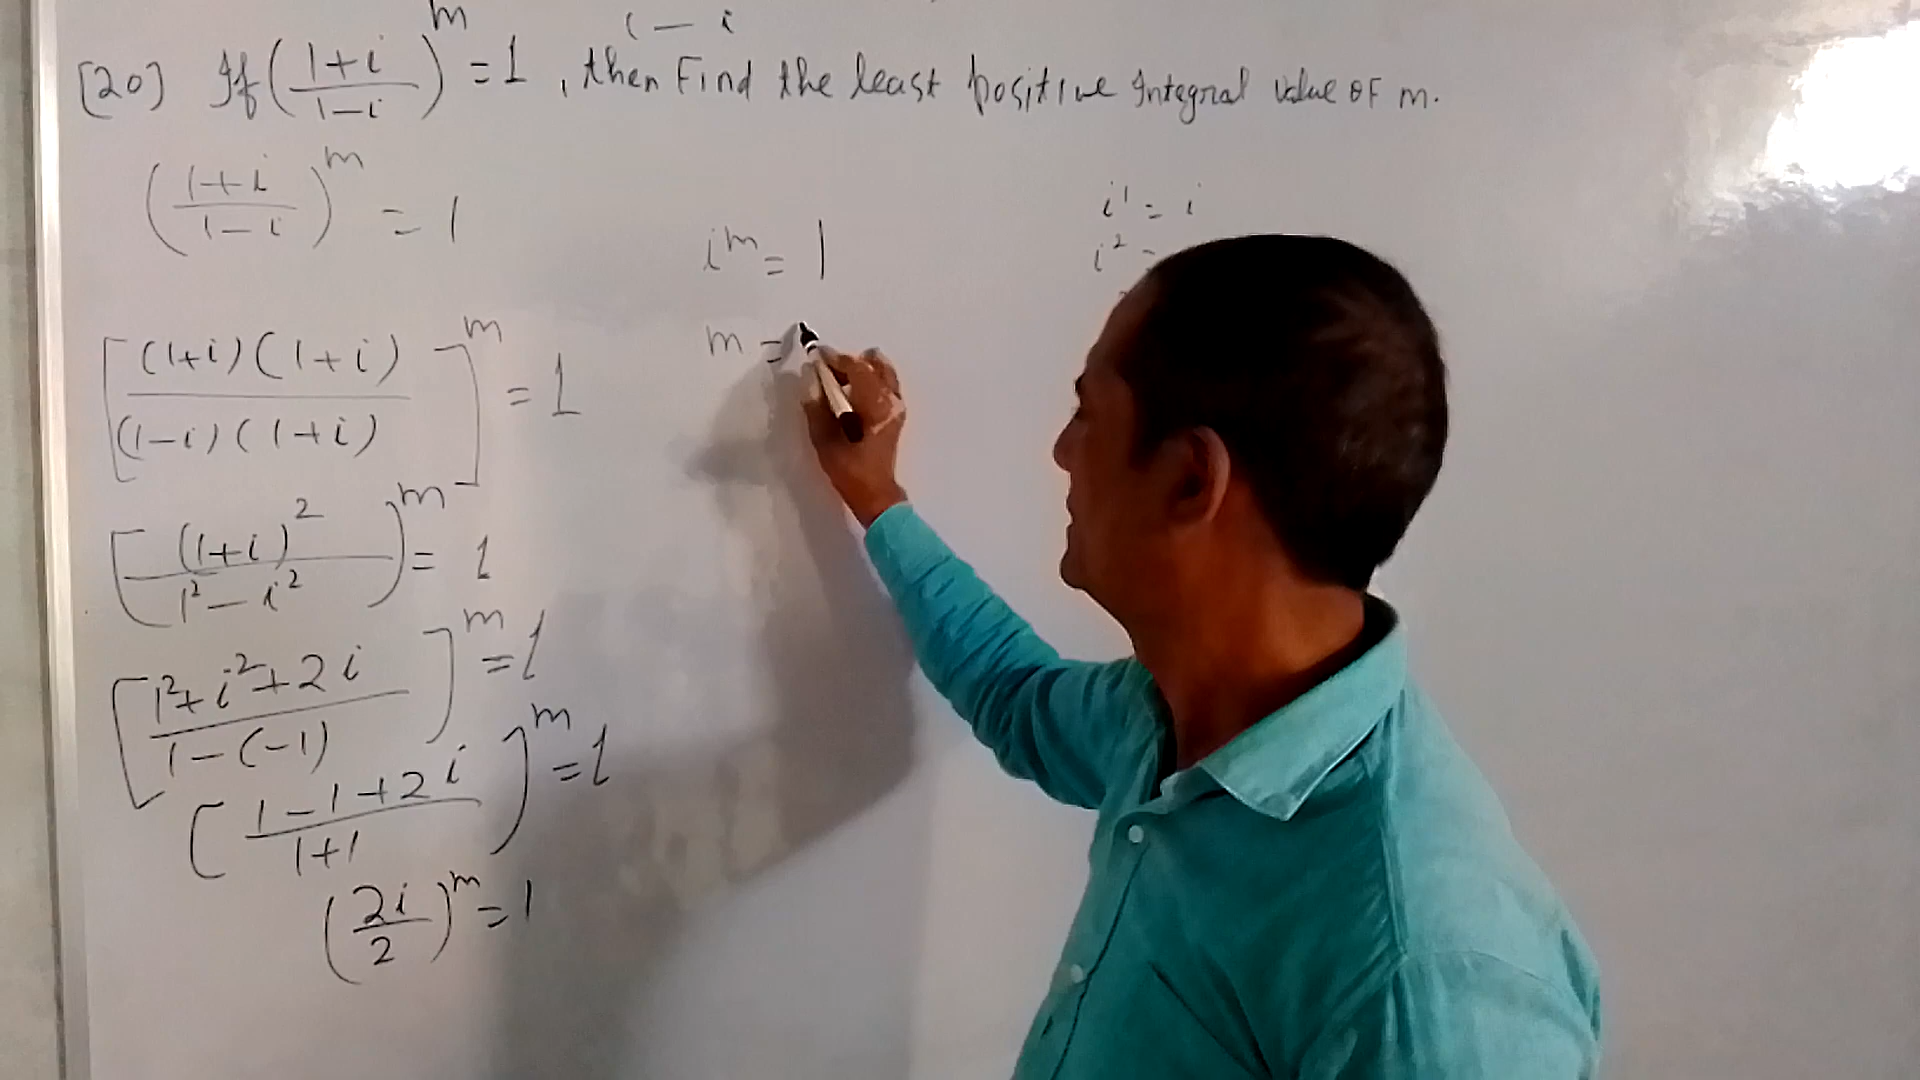 ( — i
[20] If ((1+i)/(1-i))^m = 1, then Find the least positive Integral value OF m.
((1+i)/(1-i))^m = 1
[((1+i)(1+i))/((1-i)(1+i))]^m = 1
[(1+i)^2/(1^2-i^2)]^m = 1
[(1^2+i^2+2i)/(1-(-1))]^m = 1
[(1-1+2i)/(1+1)]^m = 1
(2i/2)^m = 1
i^m = 1
m =
i^1 = i
i^2 =